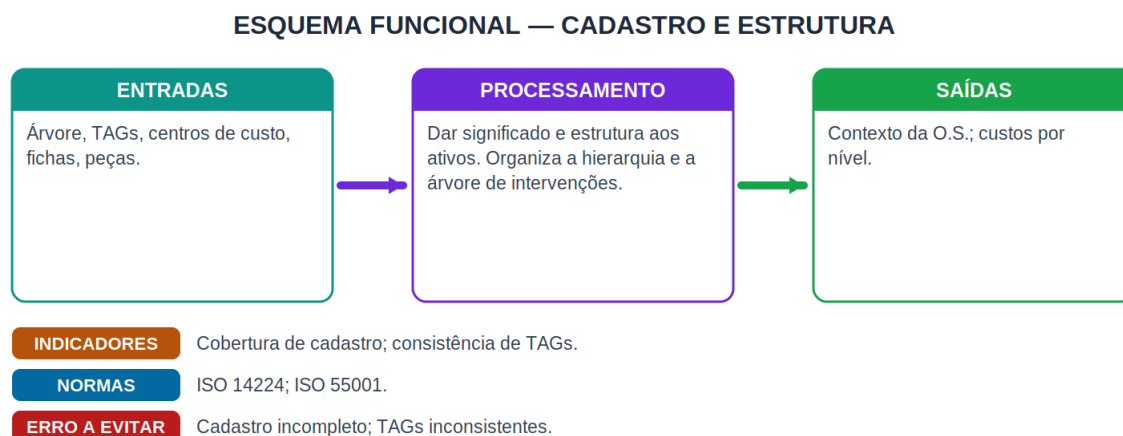 ESQUEMA FUNCIONAL — CADASTRO E ESTRUTURA
ENTRADAS
Árvore, TAGs, centros de custo,
fichas, peças.
PROCESSAMENTO
Dar significado e estrutura aos
ativos. Organiza a hierarquia e a
árvore de intervenções.
SAÍDAS
Contexto da O.S.; custos por
nível.
INDICADORES
Cobertura de cadastro; consistência de TAGs.
NORMAS
ISO 14224; ISO 55001.
ERRO A EVITAR
Cadastro incompleto; TAGs inconsistentes.